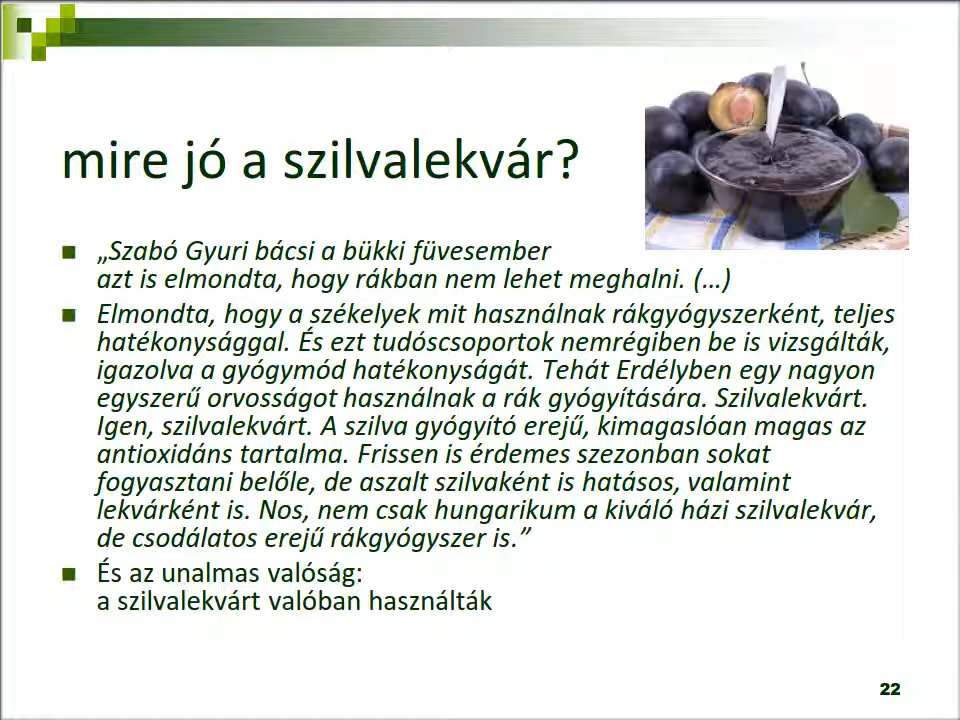 mire jó a szilvalekvár?
„Szabó Gyuri bácsi a bükki füvesember
azt is elmondta, hogy rákban nem lehet meghalni. (…)
Elmondta, hogy a székelyek mit használnak rákgyógyszerként, teljes
hatékonysággal. És ezt tudóscsoportok nemrégiben be is vizsgálták,
igazolva a gyógymód hatékonyságát. Tehát Erdélyben egy nagyon
egyszerű orvosságot használnak a rák gyógyítására. Szilvalekvárt.
Igen, szilvalekvárt. A szilva gyógyító erejű, kimagaslóan magas az
antioxidáns tartalma. Frissen is érdemes szezonban sokat
fogyasztani belőle, de aszalt szilvaként is hatásos, valamint
lekvárként is. Nos, nem csak hungarikum a kiváló házi szilvalekvár,
de csodálatos erejű rákgyógyszer is.”
És az unalmas valóság:
a szilvalekvárt valóban használták
22